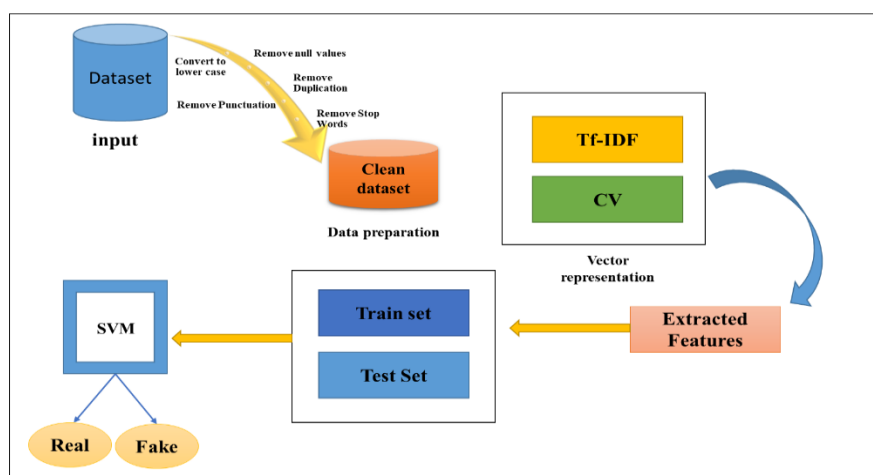 Dataset
input
Convert to
lower case
Remove null values
Remove
Duplication
Remove Punctuation
Remove Stop
Words
Clean
dataset
Data preparation
Tf-IDF
CV
Vector
representation
Extracted
Features
Train set
Test Set
SVM
Real
Fake